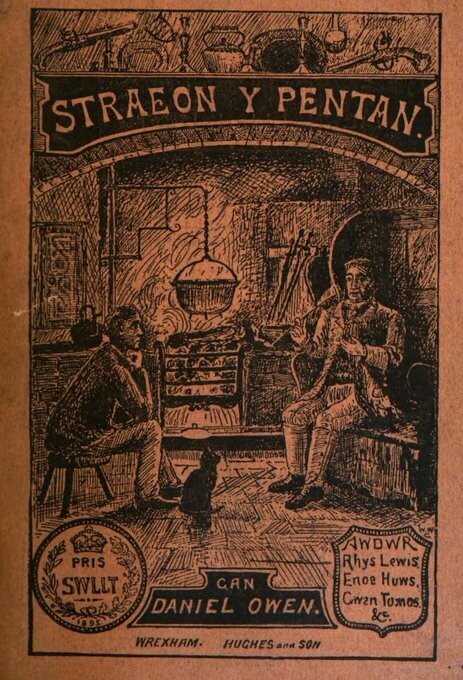 STRAEON Y PENTAN.
PRIS
SWLLT
1895
GAN
DANIEL OWEN.
AWDWR
Rhys Lewis,
Enoc Huws,
Gwen Tomos,
&c.
WREXHAM. HUGHES and SON